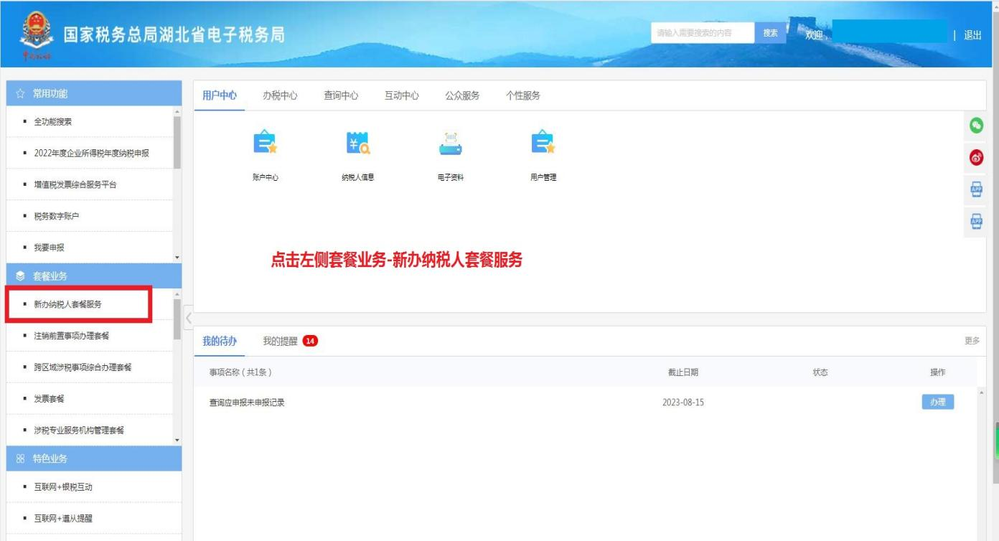 国家税务总局湖北省电子税务局
请输入需要搜索的内容
搜索
欢迎，
| 退出
常用功能
全功能搜索
2022年度企业所得税年度纳税申报
增值税发票综合服务平台
税务数字账户
我要申报
套餐业务
新办纳税人套餐服务
注销前置事项办理套餐
跨区域涉税事项综合办理套餐
发票套餐
涉税专业服务机构管理套餐
特色业务
互联网+银税互动
互联网+遵从提醒
用户中心 办税中心 查询中心 互动中心 公众服务 个性服务
账户中心 纳税人信息 电子资料 用户管理
APP
APP
点击左侧套餐业务-新办纳税人套餐服务
我的待办 我的提醒 14 更多
事项名称（共1条） 截止日期 状态 操作
查询应申报未申报记录 2023-08-15 办理